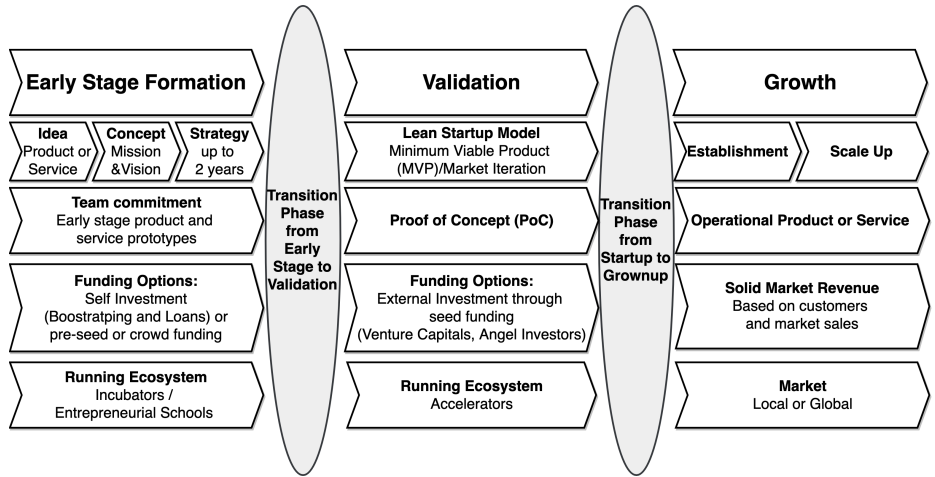 Early Stage Formation
Idea
Product or
Service
Concept
Mission
&Vision
Strategy
up to
2 years
Team commitment
Early stage product and
service prototypes
Funding Options:
Self Investment
(Boostratping and Loans) or
pre-seed or crowd funding
Running Ecosystem
Incubators /
Entrepreneurial Schools
Transition
Phase
from
Early
Stage to
Validation
Validation
Lean Startup Model
Minimum Viable Product
(MVP)/Market Iteration
Proof of Concept (PoC)
Funding Options:
External Investment through
seed funding
(Venture Capitals, Angel Investors)
Running Ecosystem
Accelerators
Transition
Phase
from
Startup to
Grownup
Growth
Establishment
Scale Up
Operational Product or Service
Solid Market Revenue
Based on customers
and market sales
Market
Local or Global